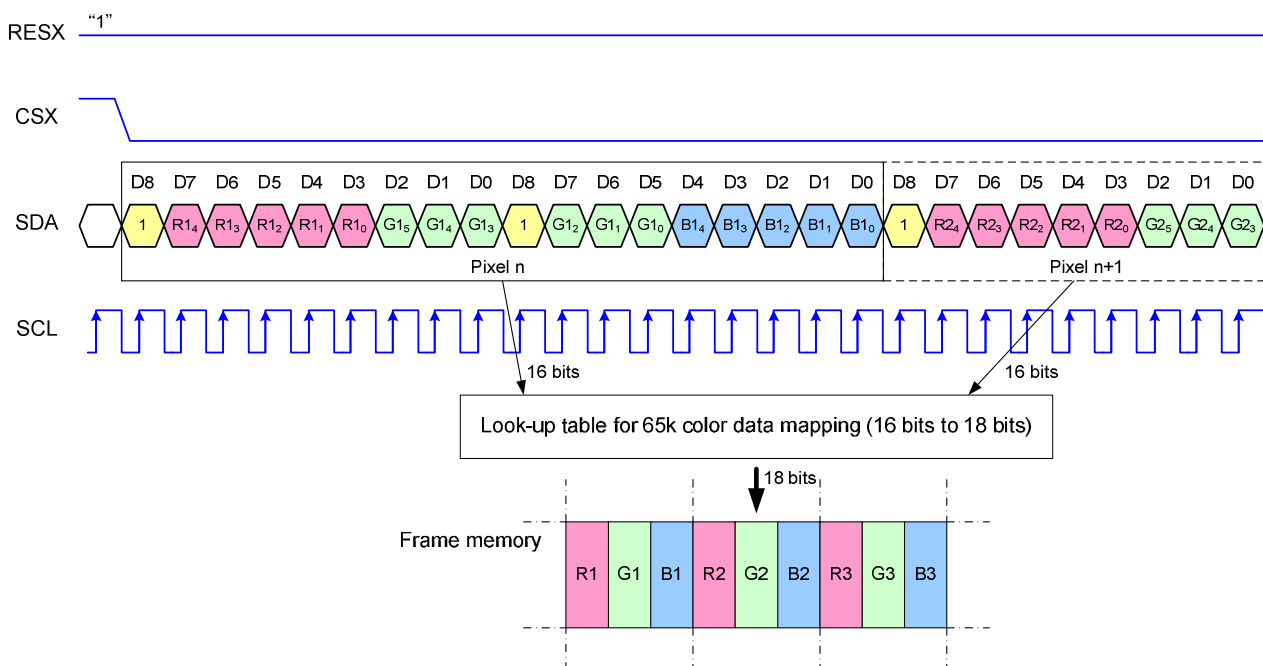 RESX “1”
CSX
D8 D7 D6 D5 D4 D3 D2 D1 D0 D8 D7 D6 D5 D4 D3 D2 D1 D0 D8 D7 D6 D5 D4 D3 D2 D1 D0
SDA 1 R1₄ R1₃ R1₂ R1₁ R1₀ G1₅ G1₄ G1₃ 1 G1₂ G1₁ G1₀ B1₄ B1₃ B1₂ B1₁ B1₀ 1 R2₄ R2₃ R2₂ R2₁ R2₀ G2₅ G2₄ G2₃
Pixel n Pixel n+1
SCL
16 bits 16 bits
Look-up table for 65k color data mapping (16 bits to 18 bits)
18 bits
Frame memory
R1 G1 B1 R2 G2 B2 R3 G3 B3